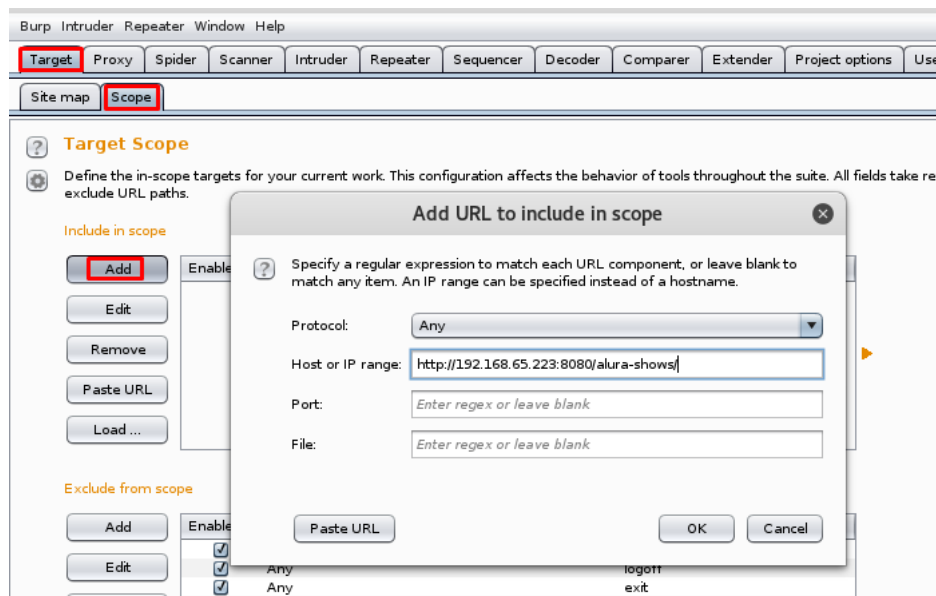 Burp Intruder Repeater Window Help
Target Proxy Spider Scanner Intruder Repeater Sequencer Decoder Comparer Extender Project options Use
Site map Scope
? Target Scope
Define the in-scope targets for your current work. This configuration affects the behavior of tools throughout the suite. All fields take re
exclude URL paths.
Include in scope
Add Enable
Edit
Remove
Paste URL
Load ...
Add URL to include in scope
? Specify a regular expression to match each URL component, or leave blank to
match any item. An IP range can be specified instead of a hostname.
Protocol: Any
Host or IP range: http://192.168.65.223:8080/alura-shows/
Port: Enter regex or leave blank
File: Enter regex or leave blank
Paste URL OK Cancel
Exclude from scope
Add Enable
Edit Any logoff
Any exit